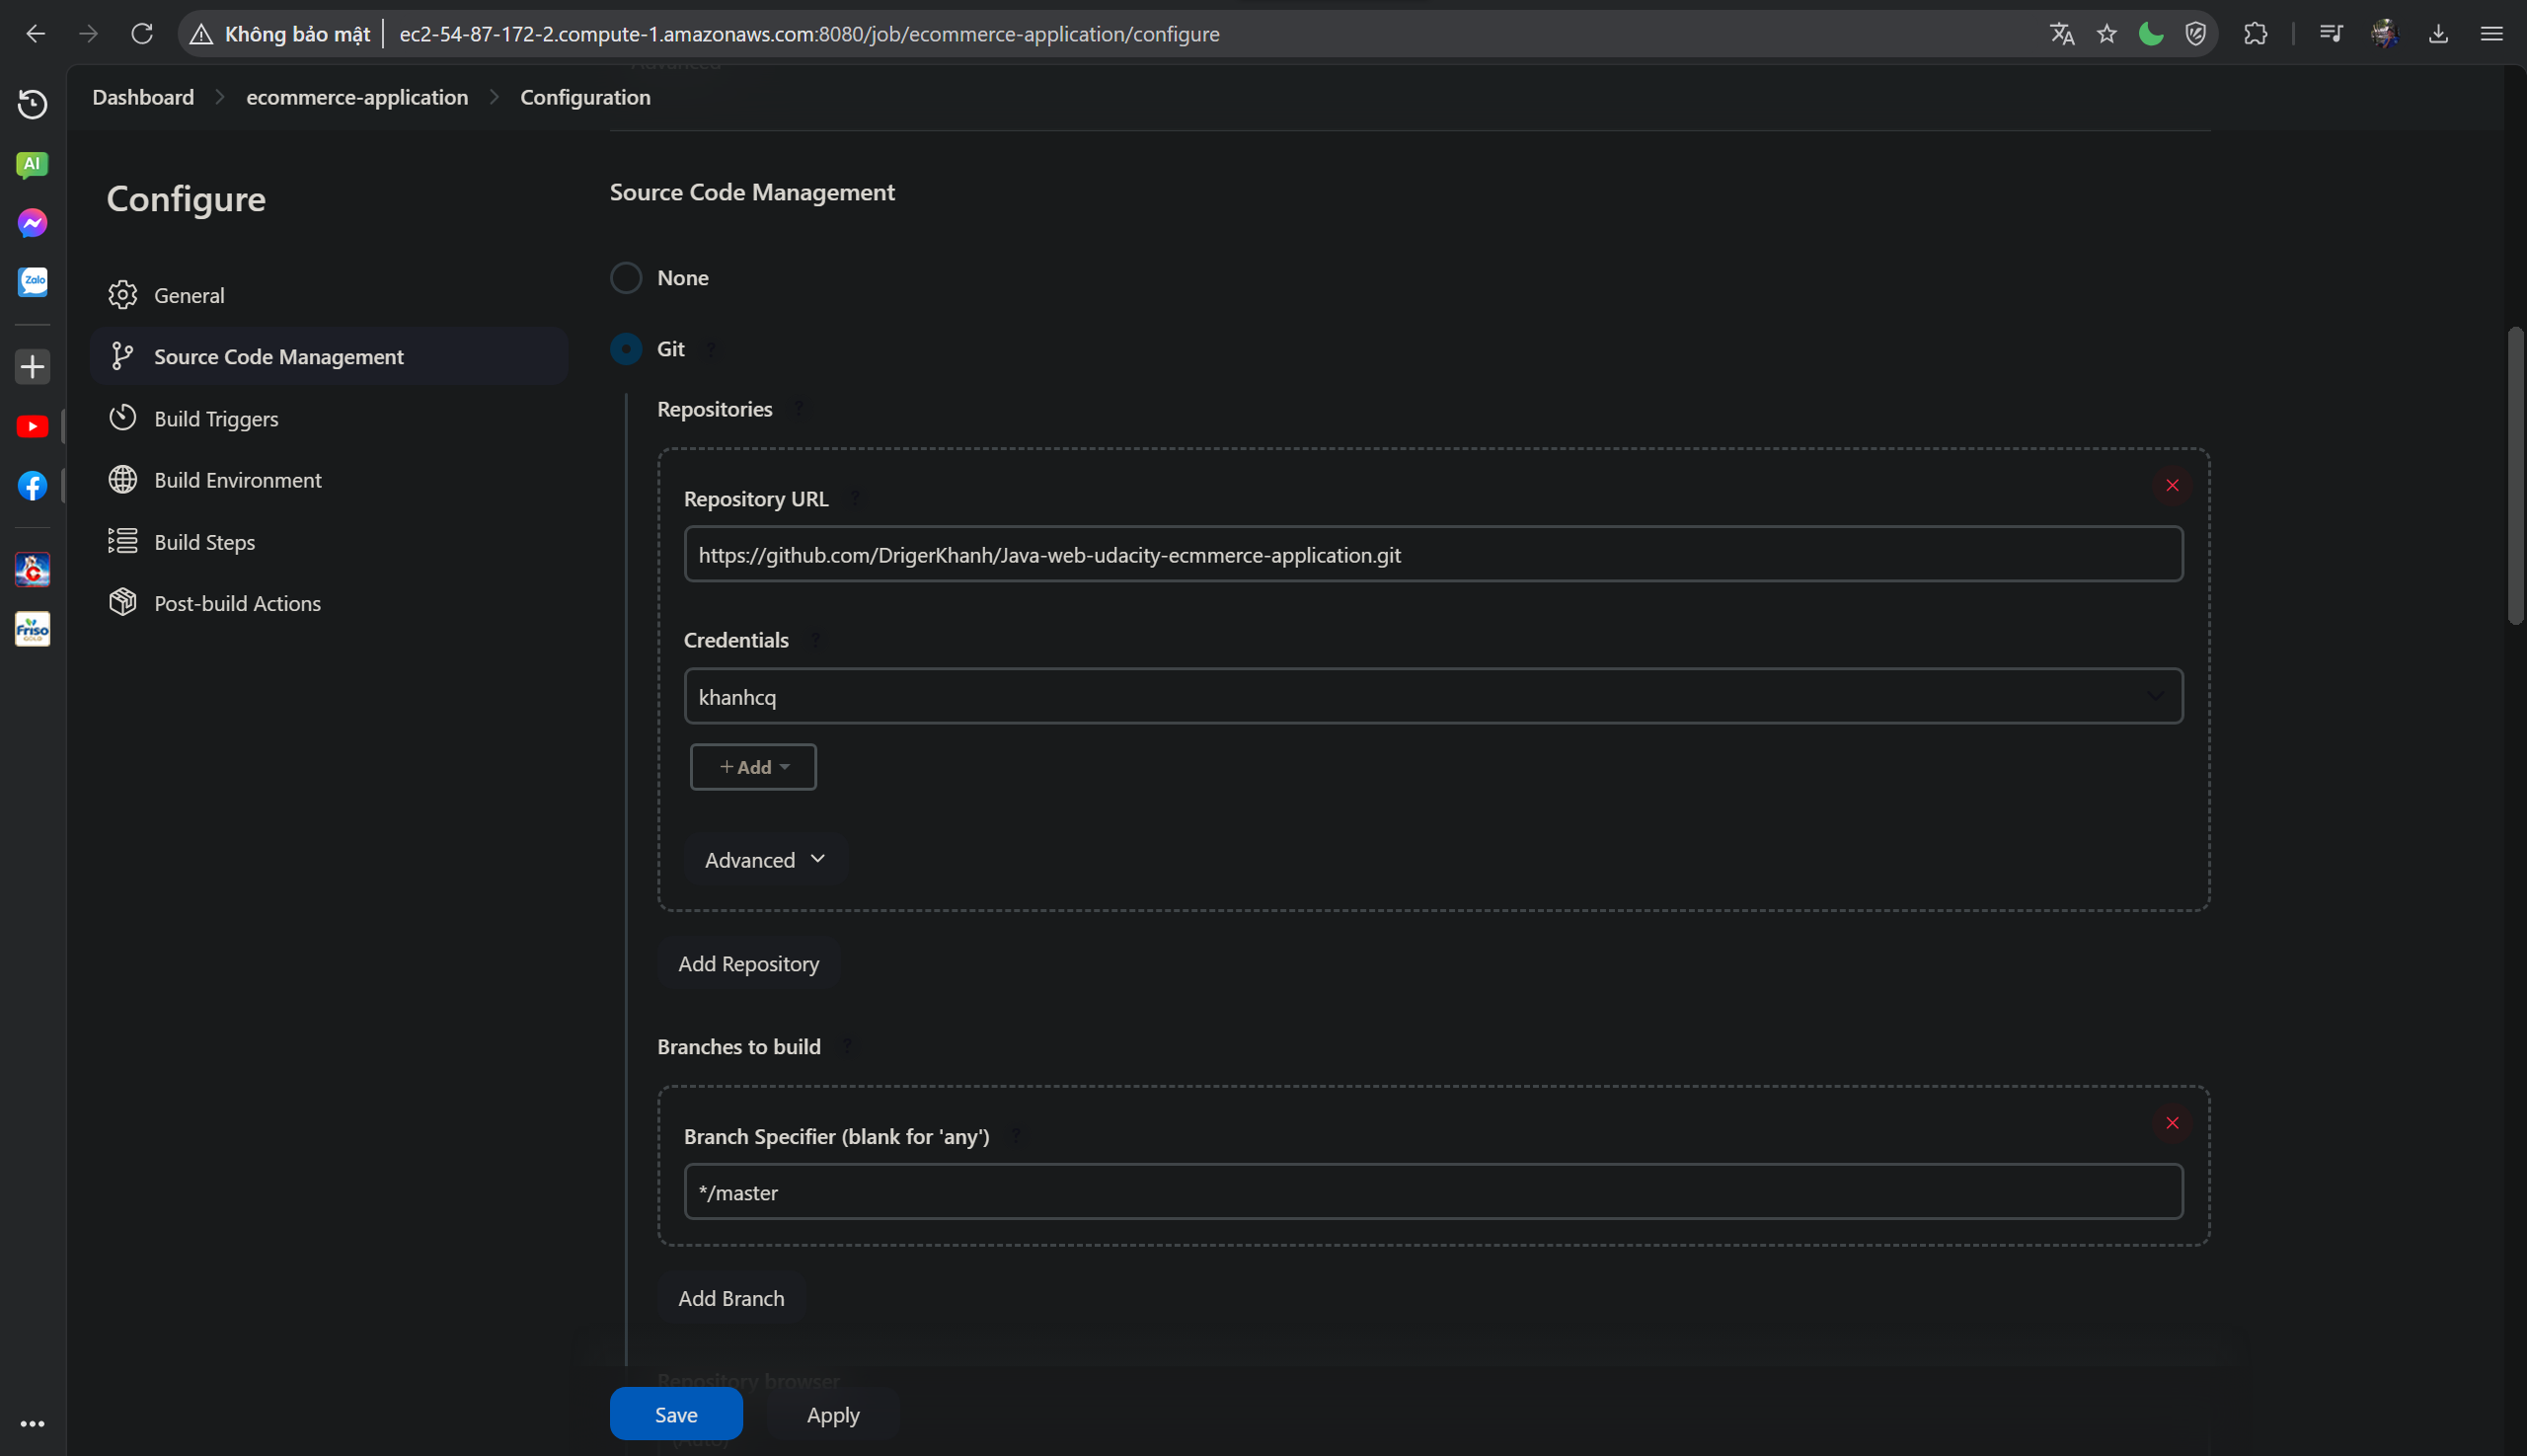 Không bảo mật
ec2-54-87-172-2.compute-1.amazonaws.com:8080/job/ecommerce-application/configure
Advanced
Dashboard
ecommerce-application
Configuration
AI
Zalo
Friso
GOLD
Configure
General
Source Code Management
Build Triggers
Build Environment
Build Steps
Post-build Actions
Source Code Management
None
Git ?
Repositories ?
Repository URL ?
https://github.com/DrigerKhanh/Java-web-udacity-ecmmerce-application.git
Credentials ?
khanhcq
+ Add
Advanced
Add Repository
Branches to build ?
Branch Specifier (blank for 'any') ?
*/master
Add Branch
Repository browser
(Auto)
Save
Apply